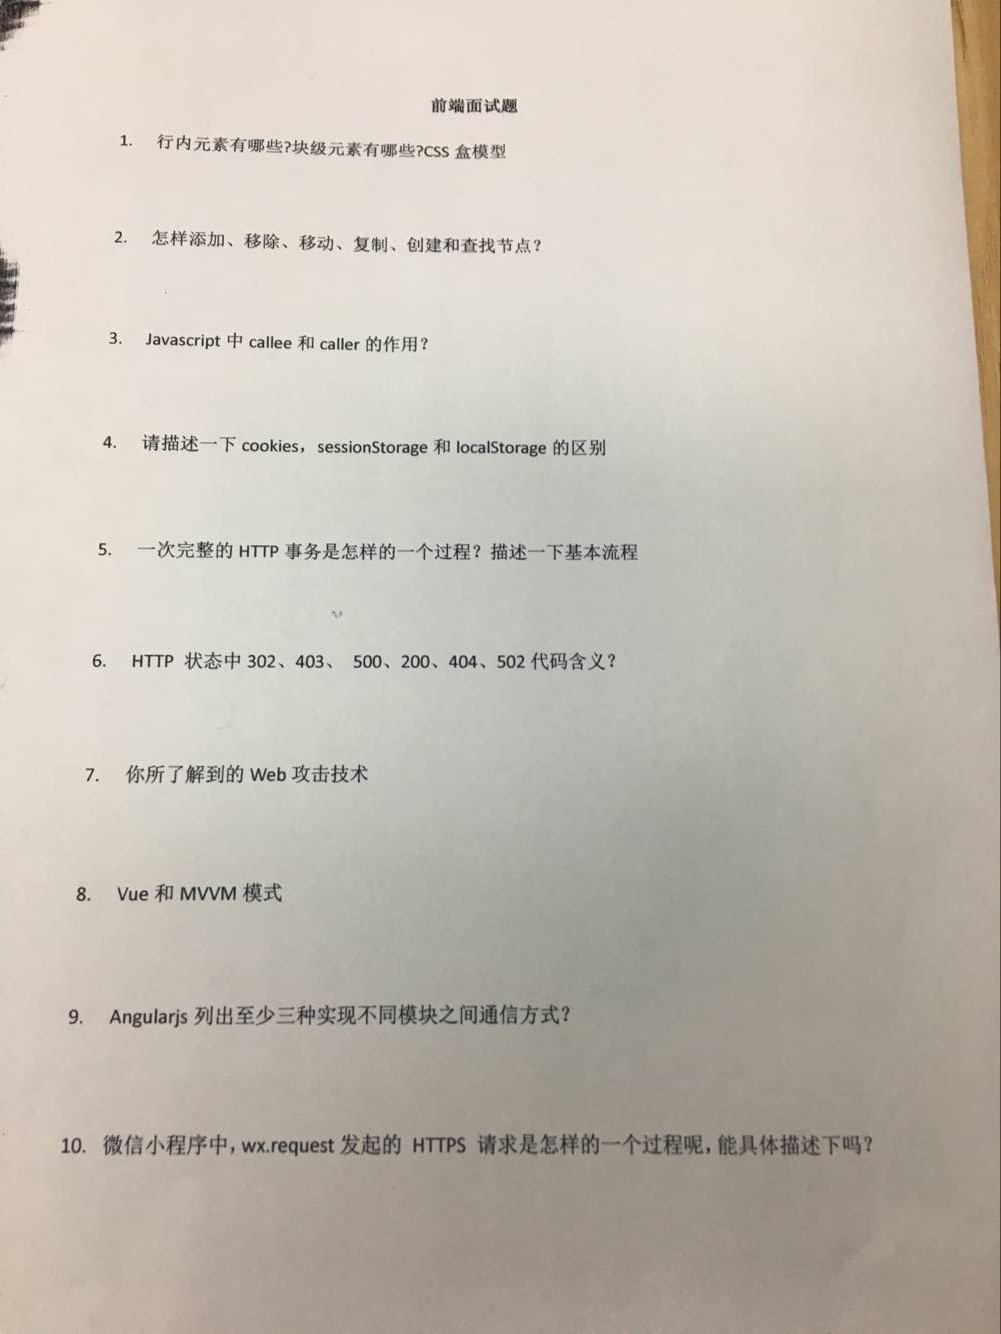 前端面试题
1. 行内元素有哪些?块级元素有哪些?CSS 盒模型
2. 怎样添加、移除、移动、复制、创建和查找节点？
3. Javascript 中 callee 和 caller 的作用？
4. 请描述一下 cookies，sessionStorage 和 localStorage 的区别
5. 一次完整的 HTTP 事务是怎样的一个过程？描述一下基本流程
6. HTTP 状态中 302、403、 500、200、404、502 代码含义？
7. 你所了解到的 Web 攻击技术
8. Vue 和 MVVM 模式
9. Angularjs 列出至少三种实现不同模块之间通信方式？
10. 微信小程序中，wx.request 发起的 HTTPS 请求是怎样的一个过程呢，能具体描述下吗？